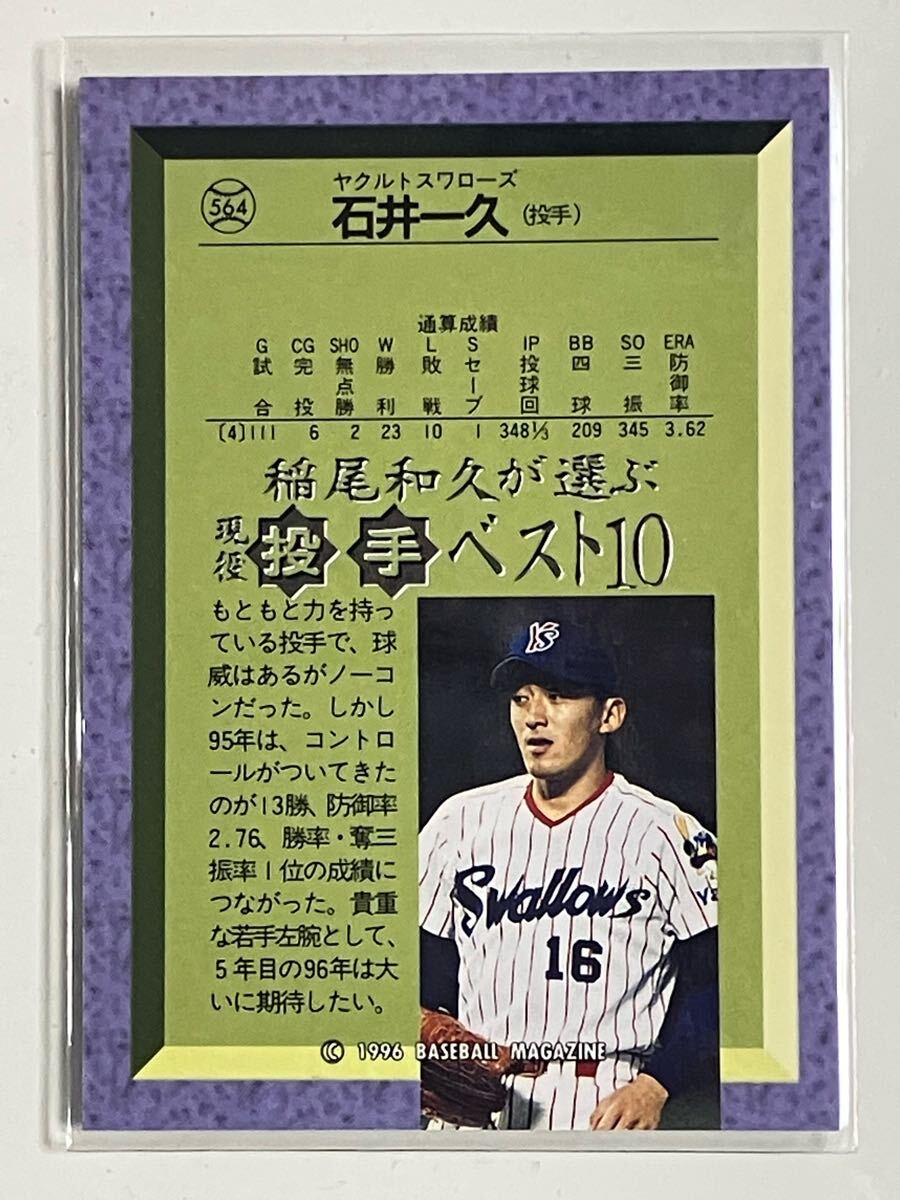 564
ヤクルトスワローズ
石井一久(投手)
通算成績
G CG SHO W L S IP BB SO ERA
試合 完投 無点勝 勝利 敗戦 セーブ 投球回 四球 三振 防御率
〔4〕111 6 2 23 10 1 348⅓ 209 345 3.62
稲尾和久が選ぶ
現役投手ベスト10
もともと力を持っ
ている投手で、球
威はあるがノーコ
ンだった。しかし
95年は、コントロ
ールがついてきた
のが13勝、防御率
2.76、勝率・奪三
振率1位の成績に
つながった。貴重
な若手左腕として、
5年目の96年は大
いに期待したい。
YS
Swallows
16
© 1996 BASEBALL MAGAZINE